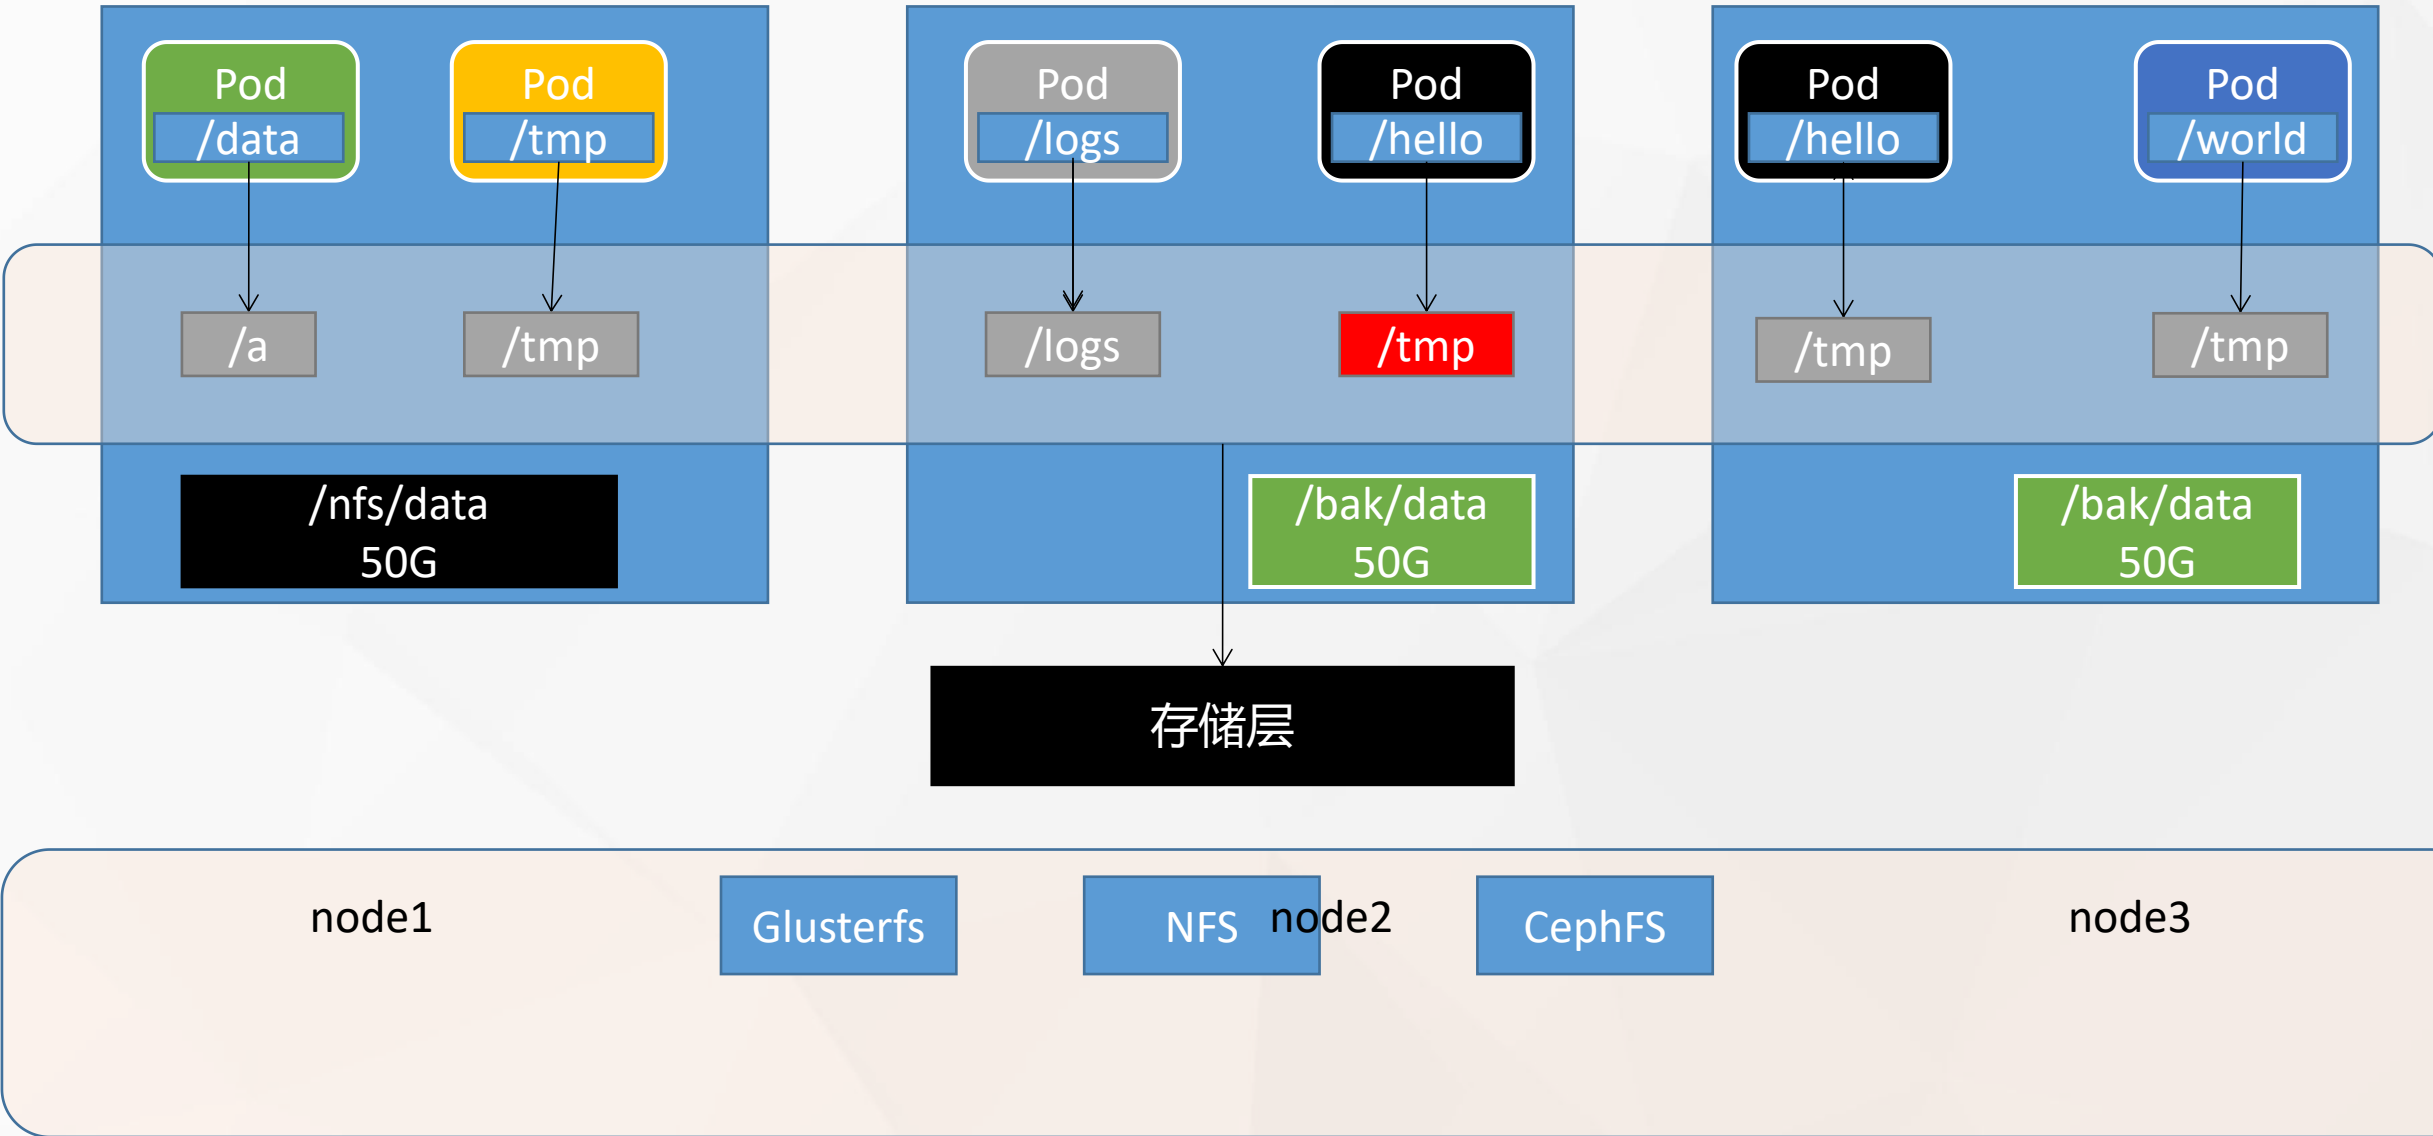 Pod
/data
Pod
/tmp
Pod
/logs
Pod
/hello
Pod
/hello
Pod
/world
/a
/tmp
/logs
/tmp
/tmp
/tmp
/nfs/data
50G
/bak/data
50G
/bak/data
50G
存储层
node1
Glusterfs
NFS
node2
CephFS
node3